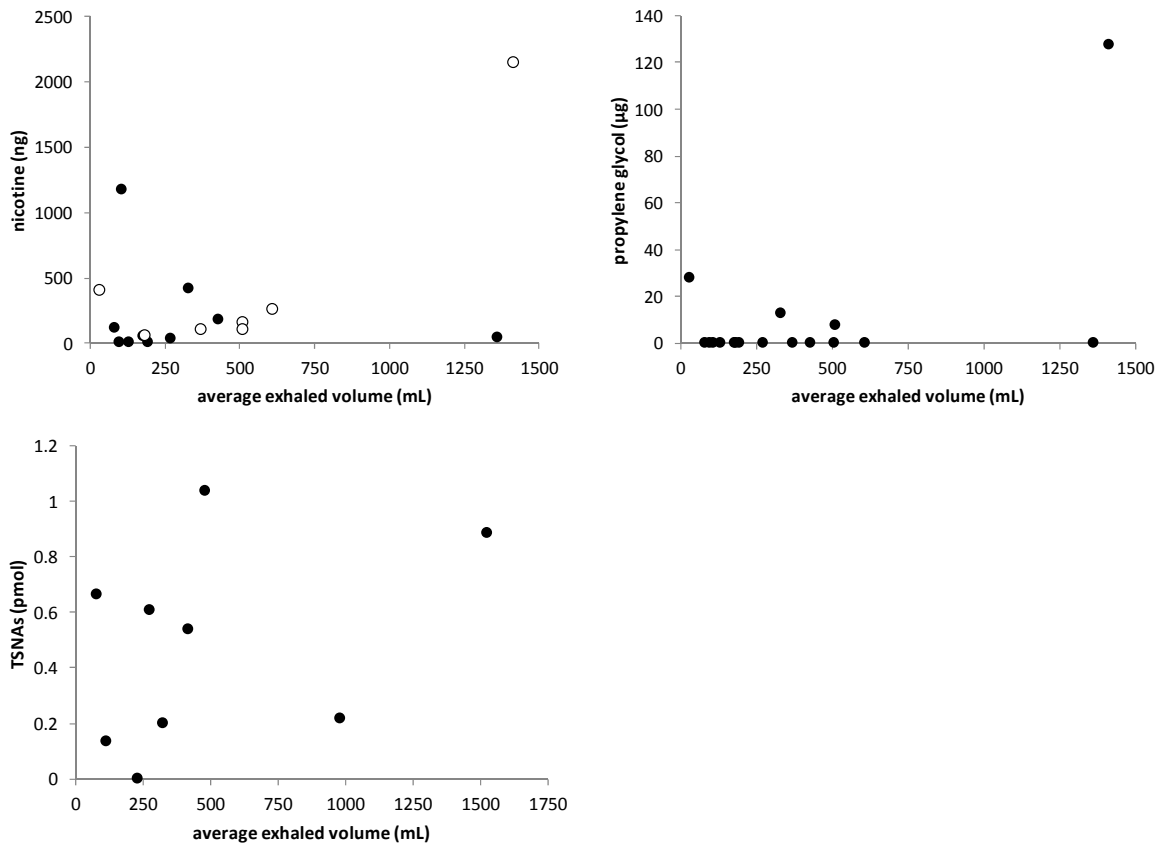 2500
2000
1500
1000
500
0
nicotine (ng)
0 250 500 750 1000 1250 1500
average exhaled volume (mL)
140
120
100
80
60
40
20
0
propylene glycol (µg)
0 250 500 750 1000 1250 1500
average exhaled volume (mL)
1.2
1
0.8
0.6
0.4
0.2
0
TSNAs (pmol)
0 250 500 750 1000 1250 1500 1750
average exhaled volume (mL)